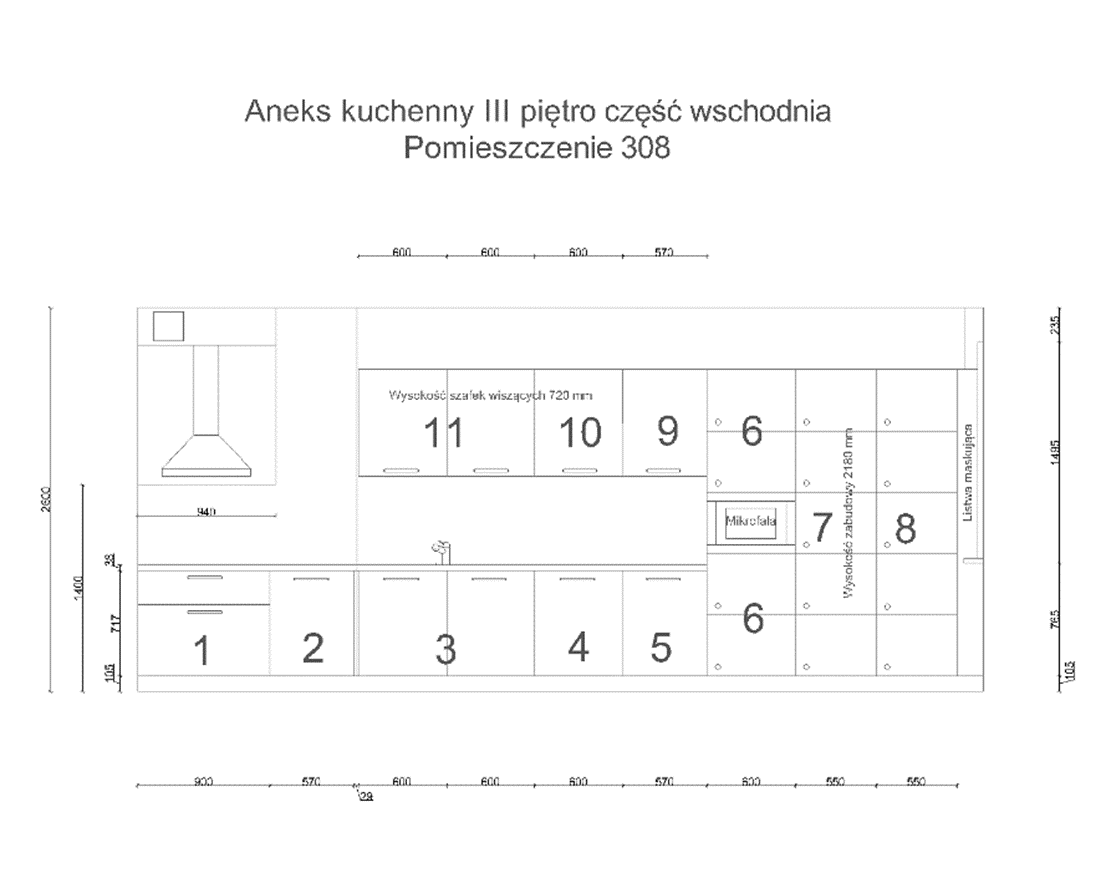 Aneks kuchenny III piętro część wschodnia
Pomieszczenie 308
600 600 600 570
235
Wysokość szafek wiszących 720 mm
11 10 9 6
1495
Wysokość zabudowy 2180 mm
Listwa maskująca
2600
940
Mikrofala
7 8
38
1400
717
1 2 3 4 5 6
765
105
105
900 570 600 600 600 570 600 550 550
29